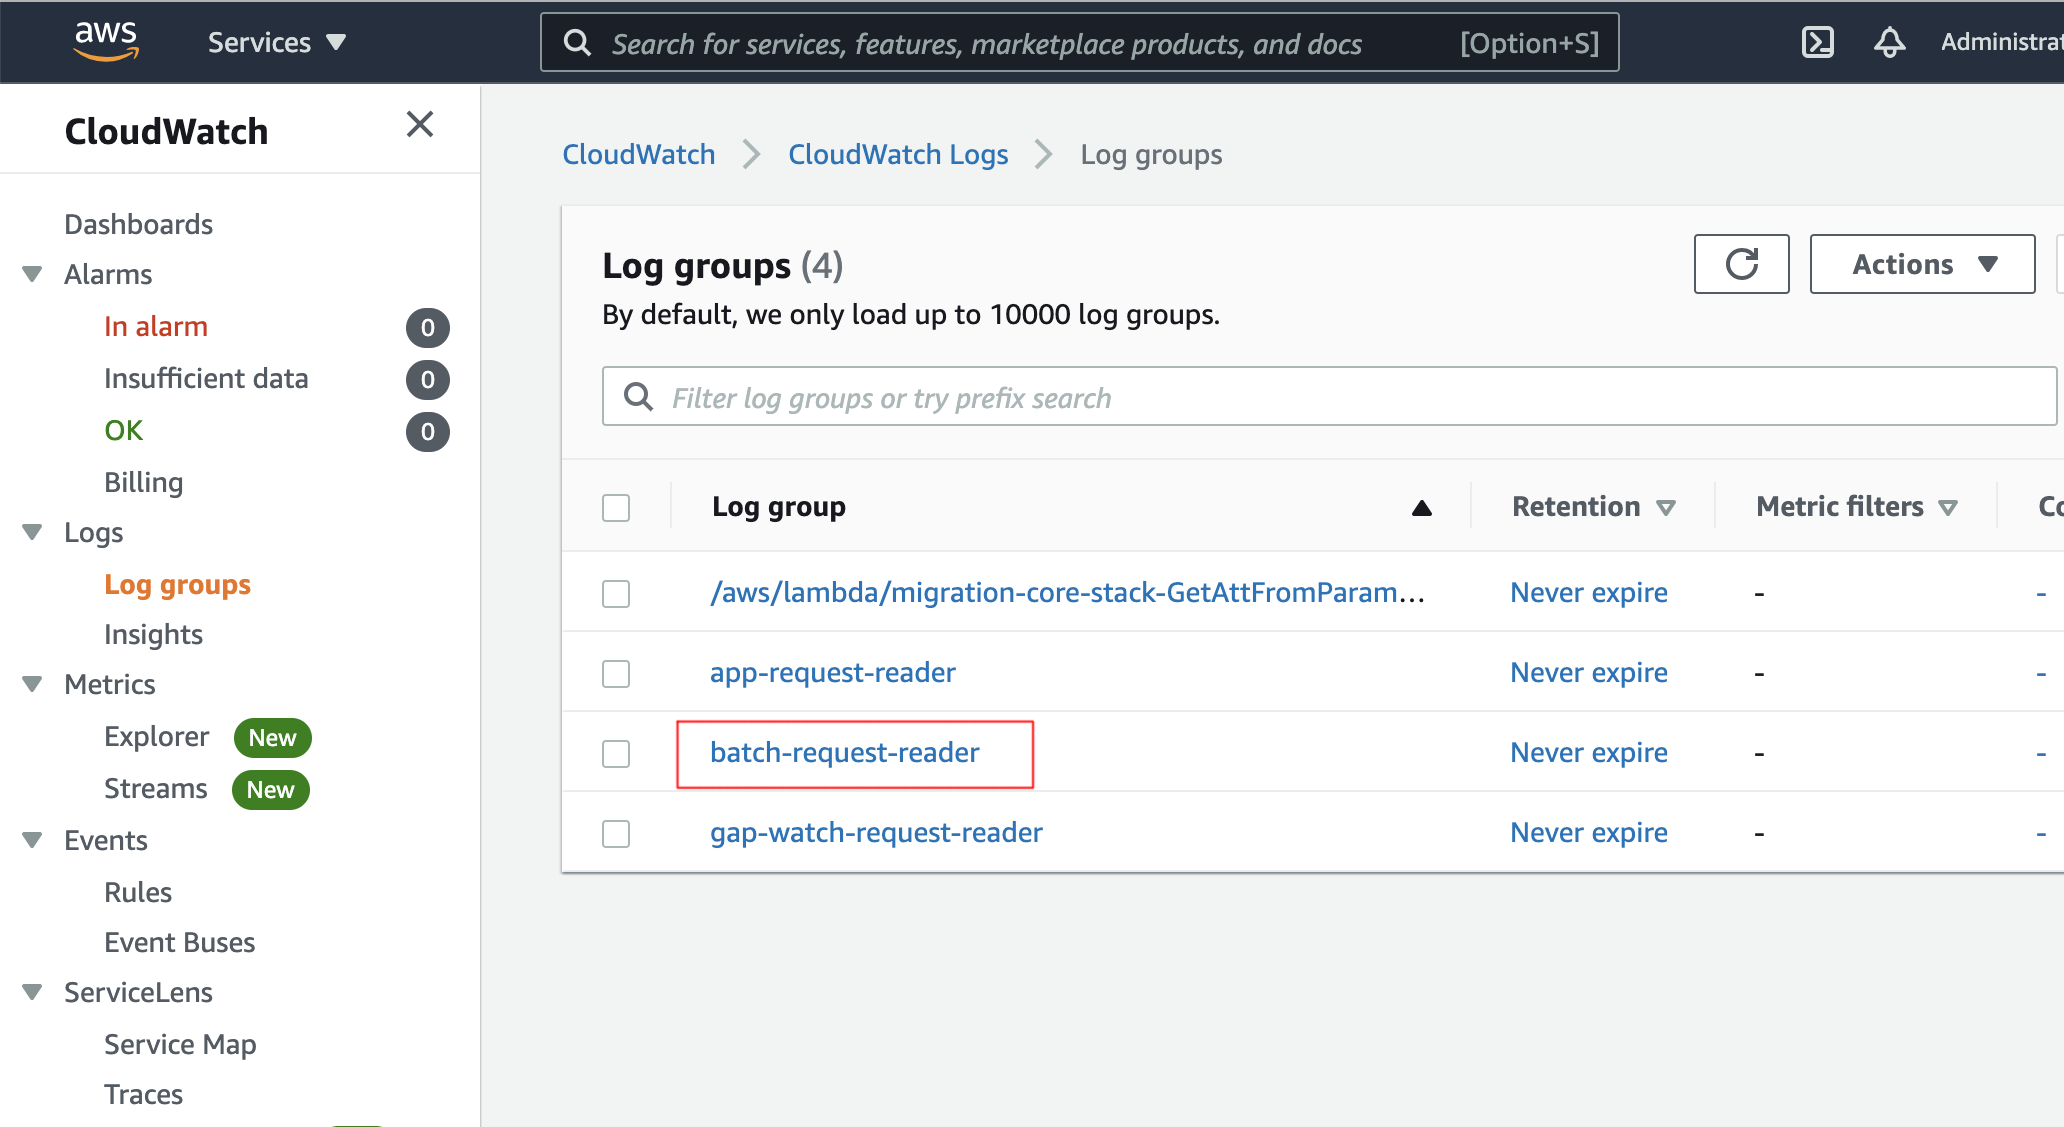 aws Services Search for services, features, marketplace products, and docs [Option+S] Administrat
CloudWatch
Dashboards
Alarms
In alarm 0
Insufficient data 0
OK 0
Billing
Logs
Log groups
Insights
Metrics
Explorer New
Streams New
Events
Rules
Event Buses
ServiceLens
Service Map
Traces
CloudWatch CloudWatch Logs Log groups
Log groups (4)
Actions
By default, we only load up to 10000 log groups.
Filter log groups or try prefix search
Log group Retention Metric filters Co
/aws/lambda/migration-core-stack-GetAttFromParam... Never expire - -
app-request-reader Never expire - -
batch-request-reader Never expire - -
gap-watch-request-reader Never expire - -